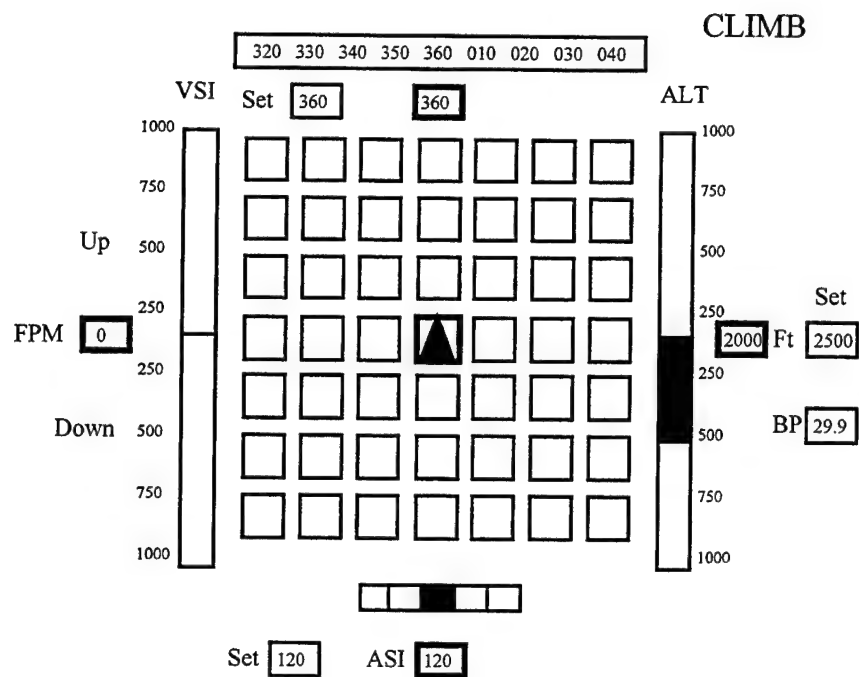 CLIMB
320 330 340 350 360 010 020 030 040
VSI Set 360 360 ALT
1000 1000
750 750
Up 500 500
250 250 Set
FPM 0 2000 Ft 2500
250 250
Down 500 500 BP 29.9
750 750
1000 1000
Set 120 ASI 120